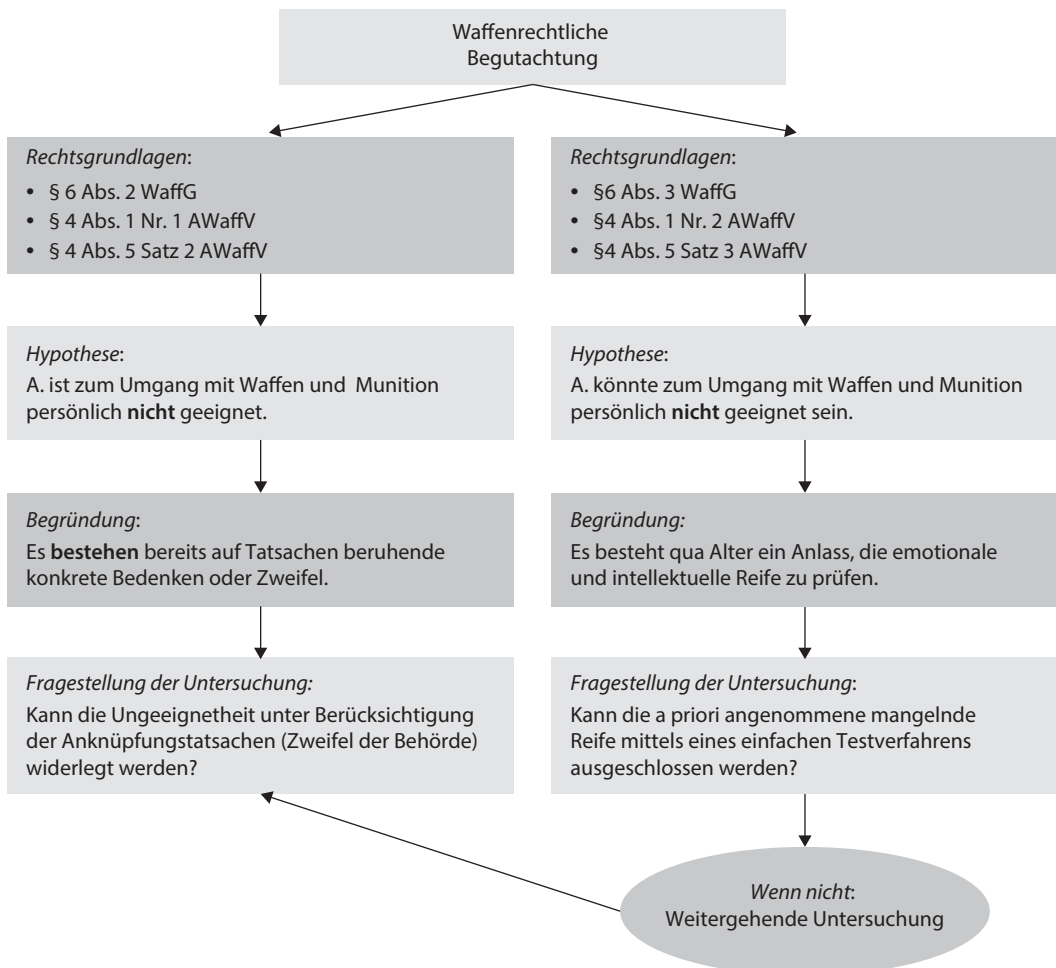 Waffenrechtliche
Begutachtung
Rechtsgrundlagen:
• § 6 Abs. 2 WaffG
• § 4 Abs. 1 Nr. 1 AWaffV
• § 4 Abs. 5 Satz 2 AWaffV
Rechtsgrundlagen:
• §6 Abs. 3 WaffG
• §4 Abs. 1 Nr. 2 AWaffV
• §4 Abs. 5 Satz 3 AWaffV
Hypothese:
A. ist zum Umgang mit Waffen und Munition
persönlich nicht geeignet.
Hypothese:
A. könnte zum Umgang mit Waffen und Munition
persönlich nicht geeignet sein.
Begründung:
Es bestehen bereits auf Tatsachen beruhende
konkrete Bedenken oder Zweifel.
Begründung:
Es besteht qua Alter ein Anlass, die emotionale
und intellektuelle Reife zu prüfen.
Fragestellung der Untersuchung:
Kann die Ungeeignetheit unter Berücksichtigung
der Anknüpfungstatsachen (Zweifel der Behörde)
widerlegt werden?
Fragestellung der Untersuchung:
Kann die a priori angenommene mangelnde
Reife mittels eines einfachen Testverfahrens
ausgeschlossen werden?
Wenn nicht:
Weitergehende Untersuchung